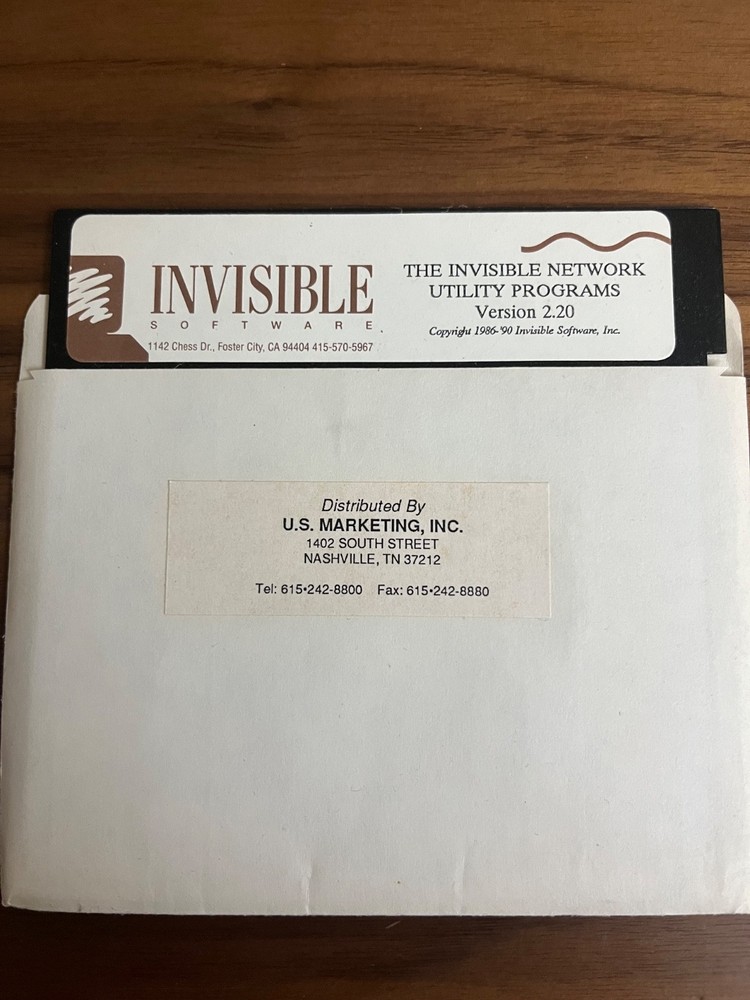 INVISIBLE
SOFTWARE.
1142 Chess Dr., Foster City, CA 94404 415-570-5967
THE INVISIBLE NETWORK
UTILITY PROGRAMS
Version 2.20
Copyright 1986-'90 Invisible Software, Inc.
Distributed By
U.S. MARKETING, INC.
1402 SOUTH STREET
NASHVILLE, TN 37212
Tel: 615•242-8800 Fax: 615•242-8880